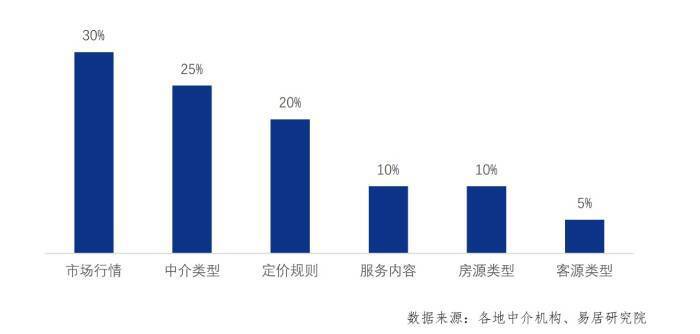 30%
25%
20%
10%
10%
5%
市场行情
中介类型
定价规则
服务内容
房源类型
客源类型
数据来源：各地中介机构、易居研究院